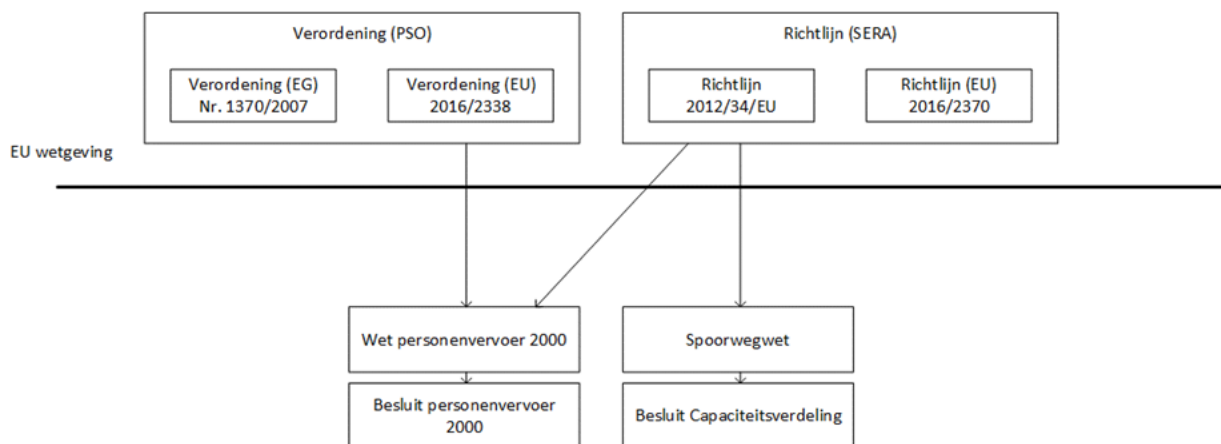 Verordening (PSO)
Richtlijn (SERA)
Verordening (EG)
Nr. 1370/2007
Verordening (EU)
2016/2338
Richtlijn
2012/34/EU
Richtlijn (EU)
2016/2370
EU wetgeving
Wet personenvervoer 2000
Spoorwegwet
Besluit personenvervoer
2000
Besluit Capaciteitsverdeling